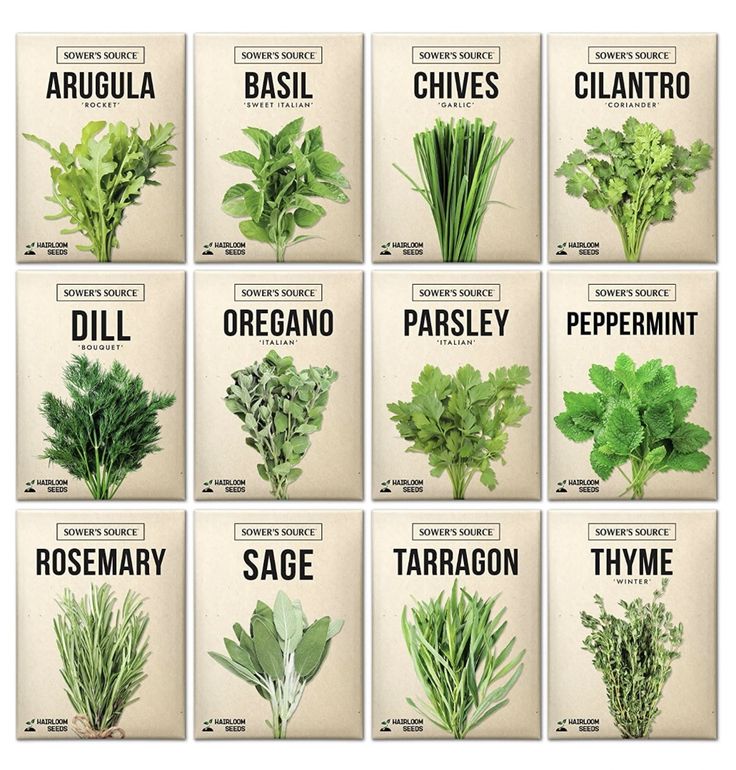 SOWER'S SOURCE
ARUGULA
'ROCKET'
HAIRLOOM
SEEDS
SOWER'S SOURCE
BASIL
'SWEET ITALIAN'
HAIRLOOM
SEEDS
SOWER'S SOURCE
CHIVES
'GARLIC'
HAIRLOOM
SEEDS
SOWER'S SOURCE
CILANTRO
'CORIANDER'
HAIRLOOM
SEEDS
SOWER'S SOURCE
DILL
'BOUQUET'
HAIRLOOM
SEEDS
SOWER'S SOURCE
OREGANO
'ITALIAN'
HAIRLOOM
SEEDS
SOWER'S SOURCE
PARSLEY
'ITALIAN'
HAIRLOOM
SEEDS
SOWER'S SOURCE
PEPPERMINT
HAIRLOOM
SEEDS
SOWER'S SOURCE
ROSEMARY
HAIRLOOM
SEEDS
SOWER'S SOURCE
SAGE
HAIRLOOM
SEEDS
SOWER'S SOURCE
TARRAGON
HAIRLOOM
SEEDS
SOWER'S SOURCE
THYME
'WINTER'
HAIRLOOM
SEEDS